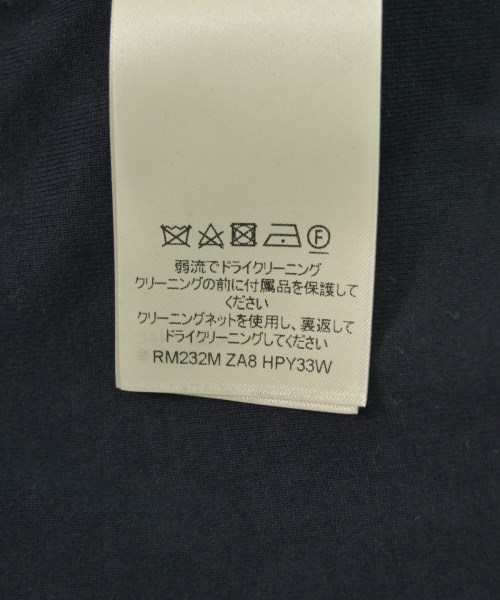 F
弱流でドライクリーニング
クリーニングの前に付属品を保護して
ください
クリーニングネットを使用し、裏返して
ドライクリーニングしてください
RM232M ZA8 HPY33W